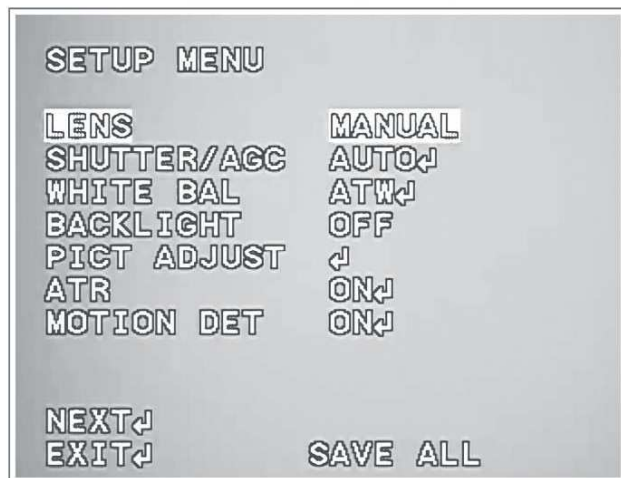 SETUP MENU
LENS MANUAL
SHUTTER/AGC AUTO↲
WHITE BAL ATW↲
BACKLIGHT OFF
PICT ADJUST ↲
ATR ON↲
MOTION DET ON↲
NEXT↲
EXIT↲ SAVE ALL